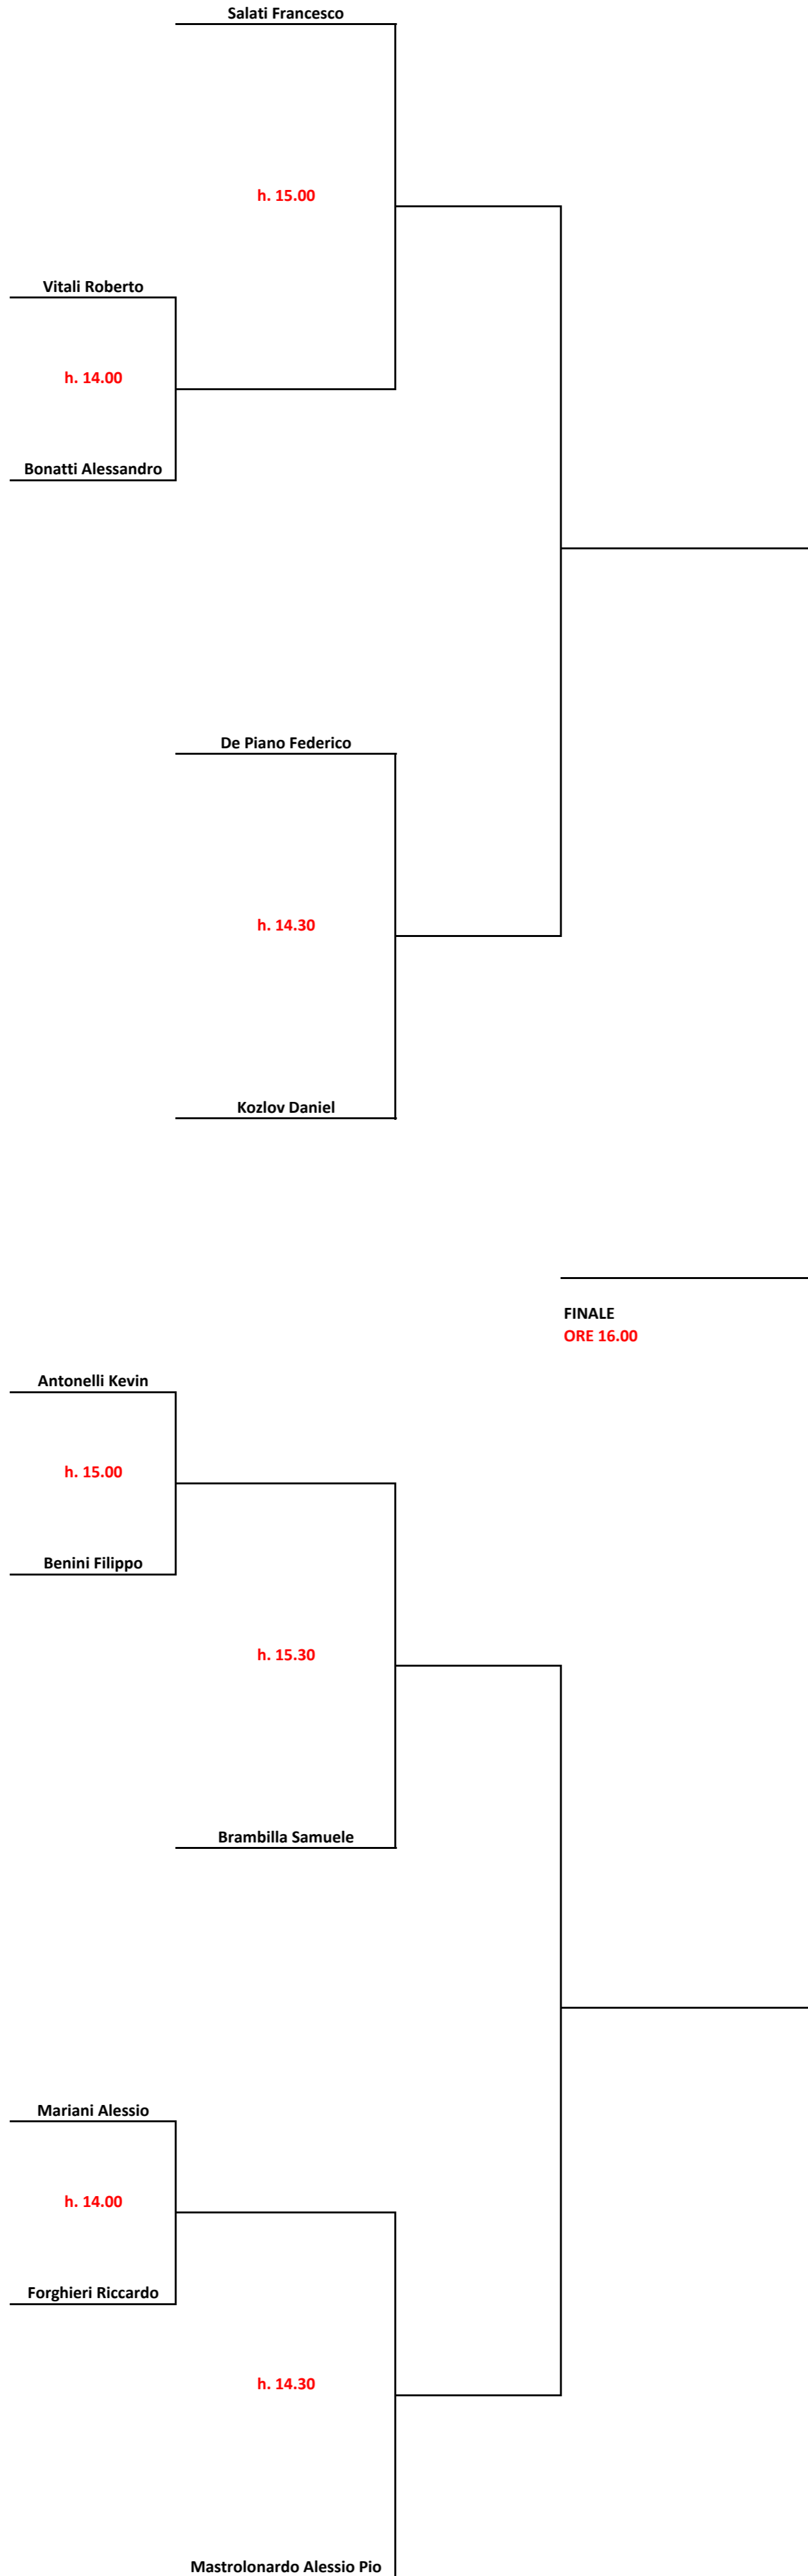 Salati Francesco
h. 15.00
Vitali Roberto
h. 14.00
Bonatti Alessandro
De Piano Federico
h. 14.30
Kozlov Daniel
FINALE
ORE 16.00
Antonelli Kevin
h. 15.00
Benini Filippo
h. 15.30
Brambilla Samuele
Mariani Alessio
h. 14.00
Forghieri Riccardo
h. 14.30
Mastrolonardo Alessio Pio